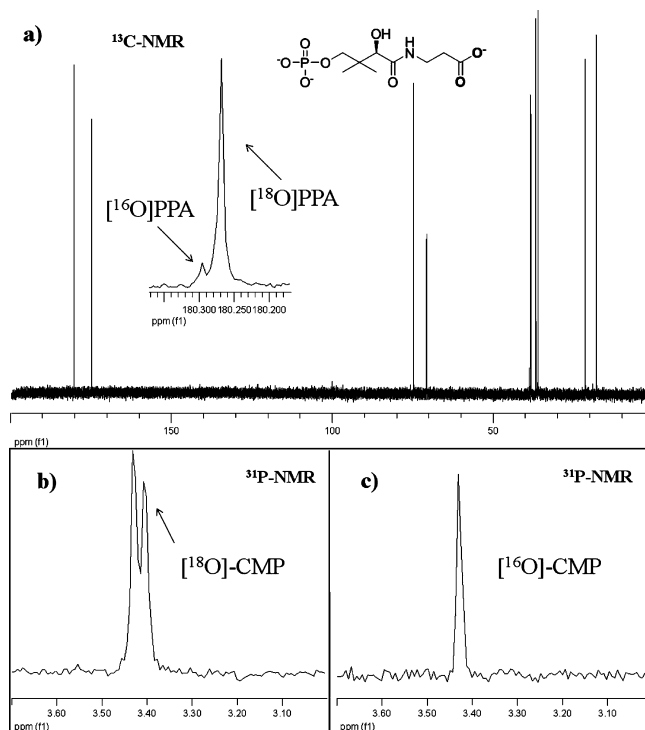 a)
¹³C-NMR
OH
O
O⁻ P O
O⁻
O
H
N
O
O⁻
[¹⁶O]PPA
[¹⁸O]PPA
180.300 180.250 180.200
ppm (f1)
150 100 50
ppm (f1)
b)
³¹P-NMR
[¹⁸O]-CMP
3.60 3.50 3.40 3.30 3.20 3.10
ppm (f1)
c)
³¹P-NMR
[¹⁶O]-CMP
3.60 3.50 3.40 3.30 3.20 3.10
ppm (f1)